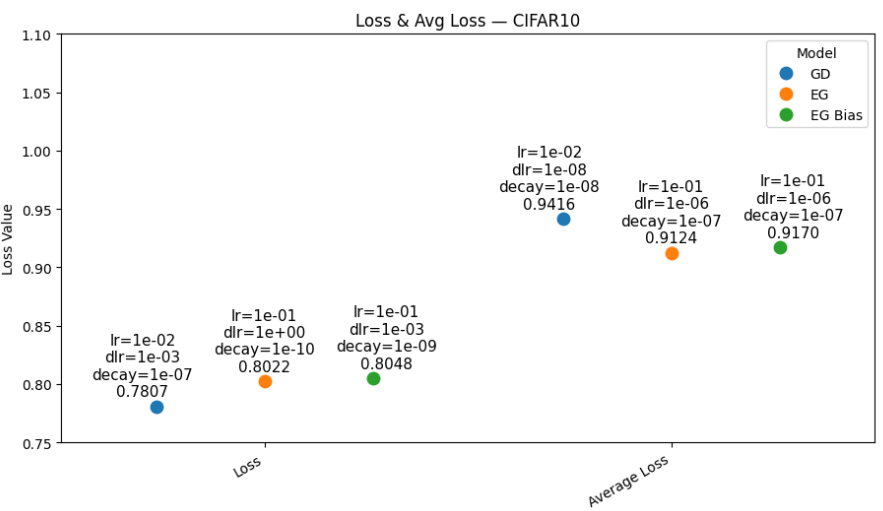 Loss & Avg Loss — CIFAR10
Loss Value
1.10
1.05
1.00
0.95
0.90
0.85
0.80
0.75
Model
GD
EG
EG Bias
lr=1e-02
dlr=1e-03
decay=1e-07
0.7807
lr=1e-01
dlr=1e+00
decay=1e-10
0.8022
lr=1e-01
dlr=1e-03
decay=1e-09
0.8048
lr=1e-02
dlr=1e-08
decay=1e-08
0.9416
lr=1e-01
dlr=1e-06
decay=1e-07
0.9124
lr=1e-01
dlr=1e-06
decay=1e-07
0.9170
Loss
Average Loss